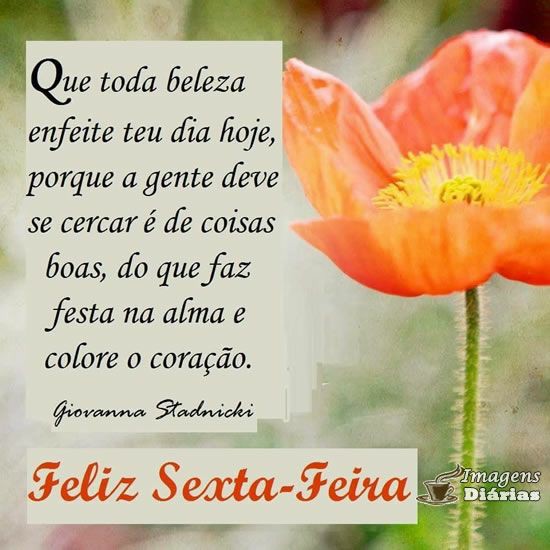 Que toda beleza
enfeite teu dia hoje,
porque a gente deve
se cercar é de coisas
boas, do que faz
festa na alma e
colore o coração.
Giovanna Stadnicki
Feliz Sexta-Feira
Imagens
Diárias